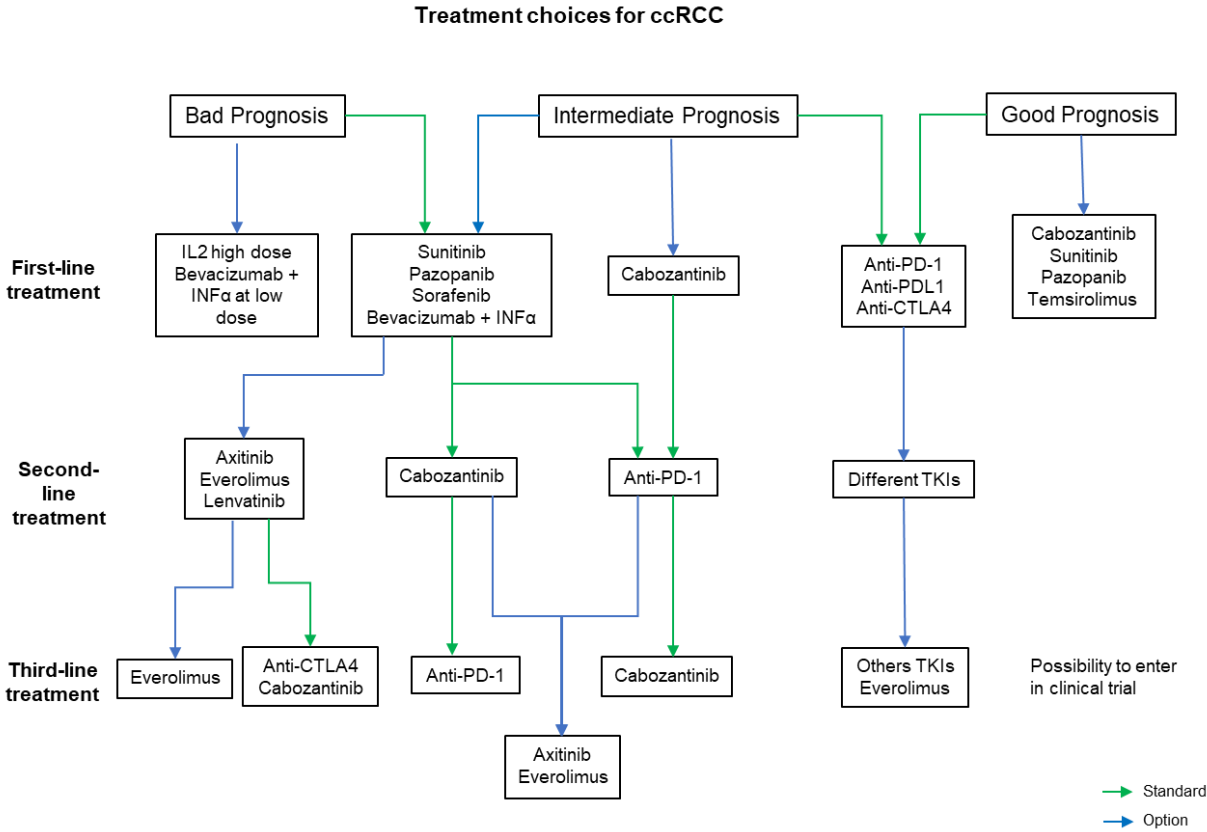 Treatment choices for ccRCC
Bad Prognosis
Intermediate Prognosis
Good Prognosis
First-line
treatment
IL2 high dose
Bevacizumab +
INFα at low
dose
Sunitinib
Pazopanib
Sorafenib
Bevacizumab + INFα
Cabozantinib
Anti-PD-1
Anti-PDL1
Anti-CTLA4
Cabozantinib
Sunitinib
Pazopanib
Temsirolimus
Second-
line
treatment
Axitinib
Everolimus
Lenvatinib
Cabozantinib
Anti-PD-1
Different TKIs
Third-line
treatment
Everolimus
Anti-CTLA4
Cabozantinib
Anti-PD-1
Cabozantinib
Others TKIs
Everolimus
Possibility to enter
in clinical trial
Axitinib
Everolimus
Standard
Option